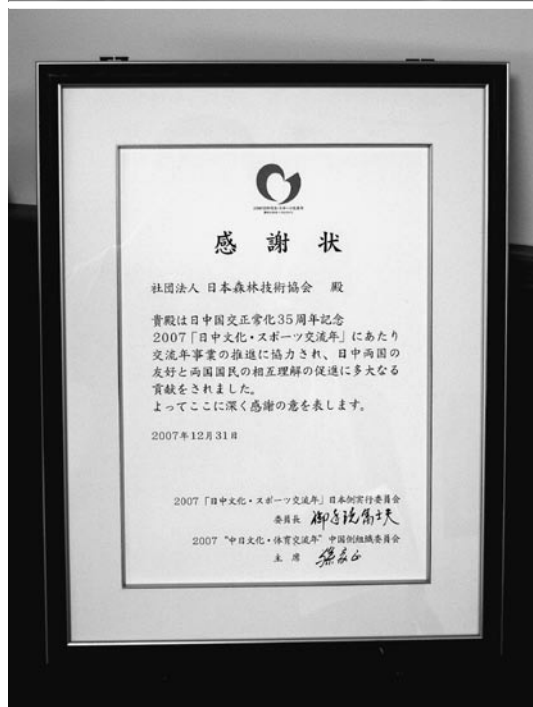 感謝状
社団法人 日本森林技術協会 殿
貴殿は日中国交正常化35周年記念
2007「日中文化・スポーツ交流年」にあたり
交流年事業の推進に協力され、日中両国の
友好と両国国民の相互理解の促進に多大なる
貢献をされました。
よってここに深く感謝の意を表します。
2007年12月31日
2007「日中文化・スポーツ交流年」日本側実行委員会
委員長 御手洗冨士夫
2007 “中日文化・体育交流年” 中国側組織委員会
主席